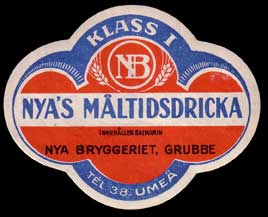 KLASS I
NB
NYA'S MÅLTIDSDRICKA
INNEHÅLLER SACKARIN
NYA BRYGGERIET, GRUBBE
TEL 38, UMEÅ